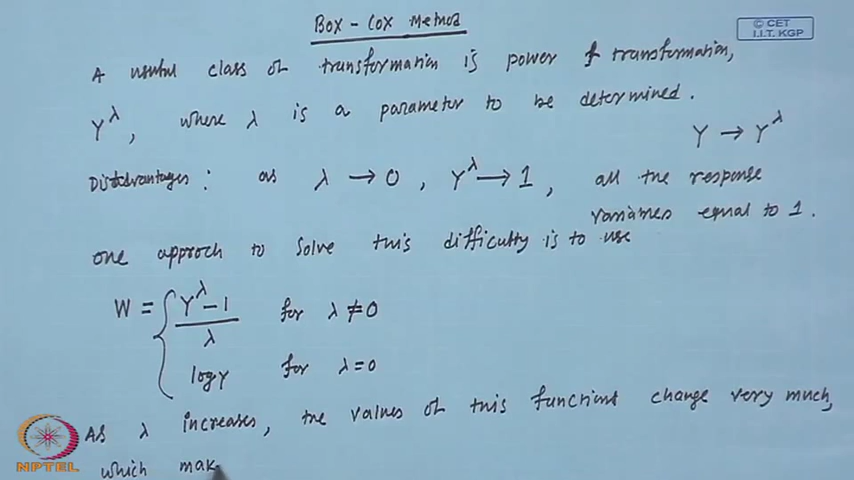 Box - Cox Method
© CET
I.I.T. KGP
A useful class of transformation is power transformation,
Y^λ, where λ is a parameter to be determined.
Y → Y^λ
Disadvantages : as λ → 0, Y^λ → 1, all the response
variables equal to 1.
One approch to solve this difficulty is to use
W = { (Y^λ - 1) / λ for λ ≠ 0
log Y for λ = 0
As λ increases, the values of this functions change very much,
which mak
NPTEL